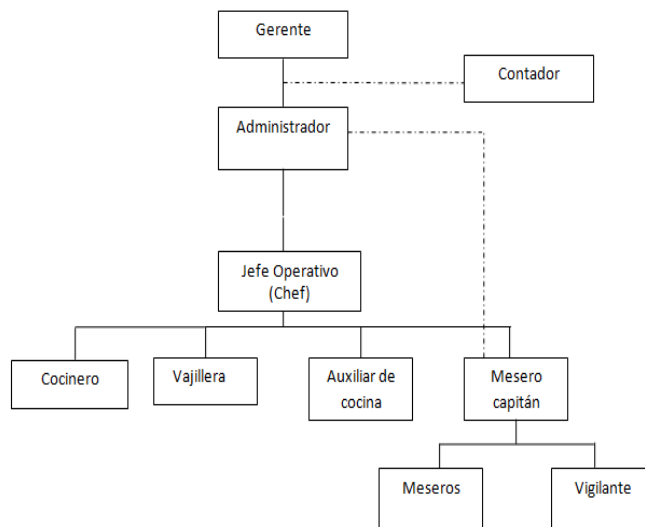 Gerente
Contador
Administrador
Jefe Operativo
(Chef)
Cocinero
Vajillera
Auxiliar de
cocina
Mesero
capitán
Meseros
Vigilante